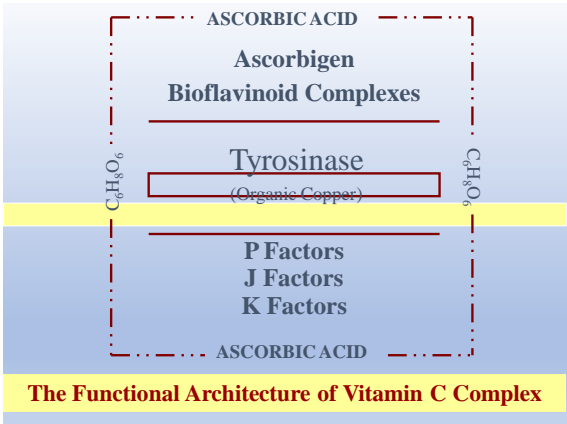 ASCORBIC ACID
Ascorbigen
Bioflavinoid Complexes
C₆H₈O₆
Tyrosinase
C₆H₈O₆
(Organic Copper)
P Factors
J Factors
K Factors
ASCORBIC ACID
The Functional Architecture of Vitamin C Complex